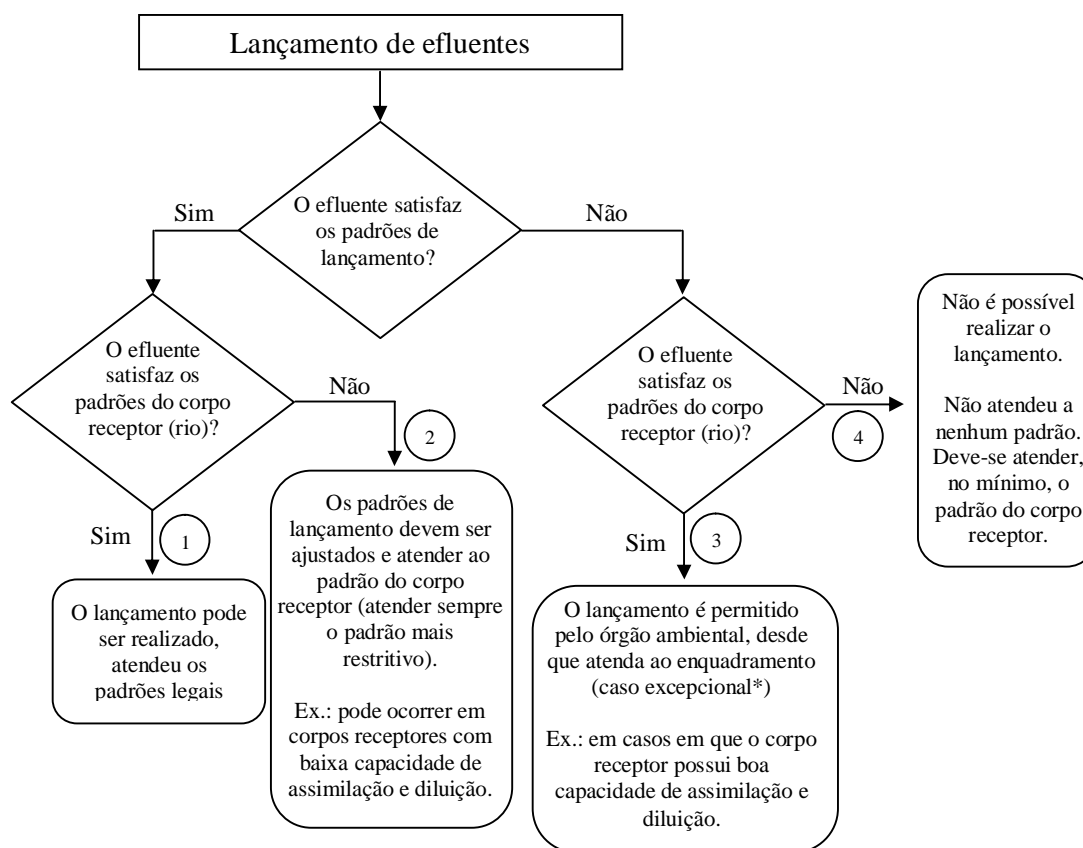 Lançamento de efluentes
O efluente satisfaz
os padrões de
lançamento?
Sim
Não
O efluente
satisfaz os
padrões do corpo
receptor (rio)?
Não
2
Sim
1
O lançamento pode
ser realizado,
atendeu os
padrões legais
Os padrões de
lançamento devem ser
ajustados e atender ao
padrão do corpo
receptor (atender sempre
o padrão mais
restritivo).
Ex.: pode ocorrer em
corpos receptores com
baixa capacidade de
assimilação e diluição.
O efluente
satisfaz os
padrões do corpo
receptor (rio)?
Não
4
Sim
3
O lançamento é permitido
pelo órgão ambiental, desde
que atenda ao enquadramento
(caso excepcional*)
Ex.: em casos em que o corpo
receptor possui boa
capacidade de assimilação e
diluição.
Não é possível
realizar o
lançamento.
Não atendeu a
nenhum padrão.
Deve-se atender,
no mínimo, o
padrão do corpo
receptor.